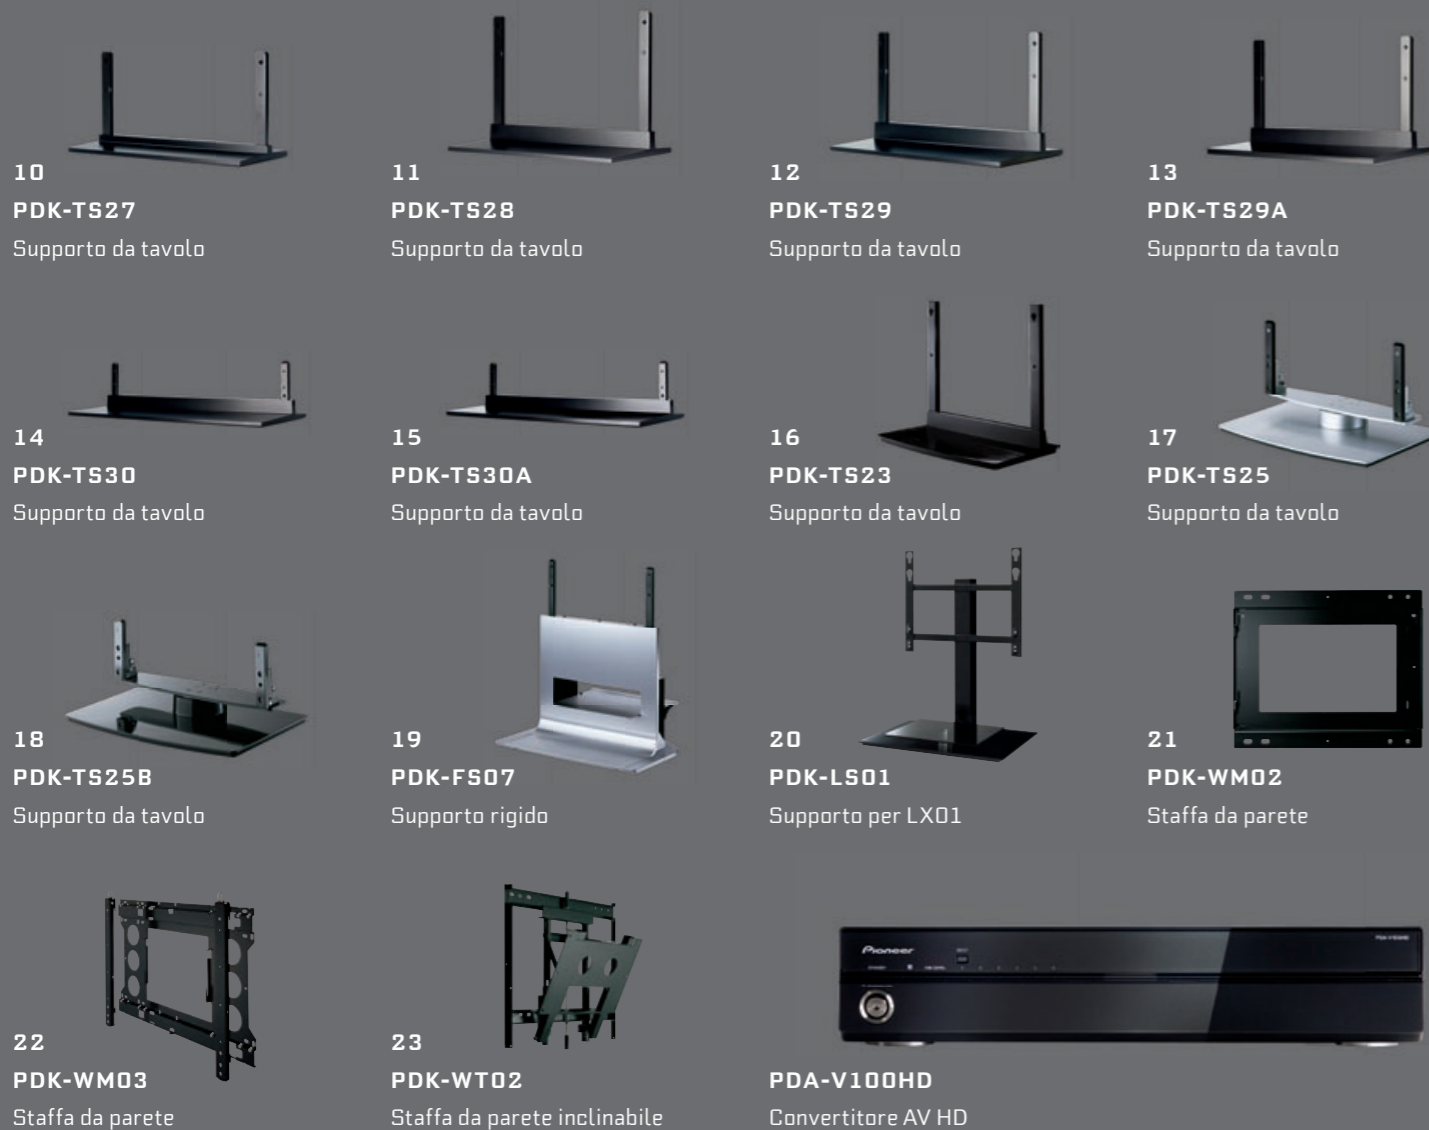 10
PDK-TS27
Supporto da tavolo
11
PDK-TS28
Supporto da tavolo
12
PDK-TS29
Supporto da tavolo
13
PDK-TS29A
Supporto da tavolo
14
PDK-TS30
Supporto da tavolo
15
PDK-TS30A
Supporto da tavolo
16
PDK-TS23
Supporto da tavolo
17
PDK-TS25
Supporto da tavolo
18
PDK-TS25B
Supporto da tavolo
19
PDK-FS07
Supporto rigido
20
PDK-LS01
Supporto per LX01
21
PDK-WM02
Staffa da parete
22
PDK-WM03
Staffa da parete
23
PDK-WT02
Staffa da parete inclinabile
Pioneer
PDA-V100HD
Convertitore AV HD